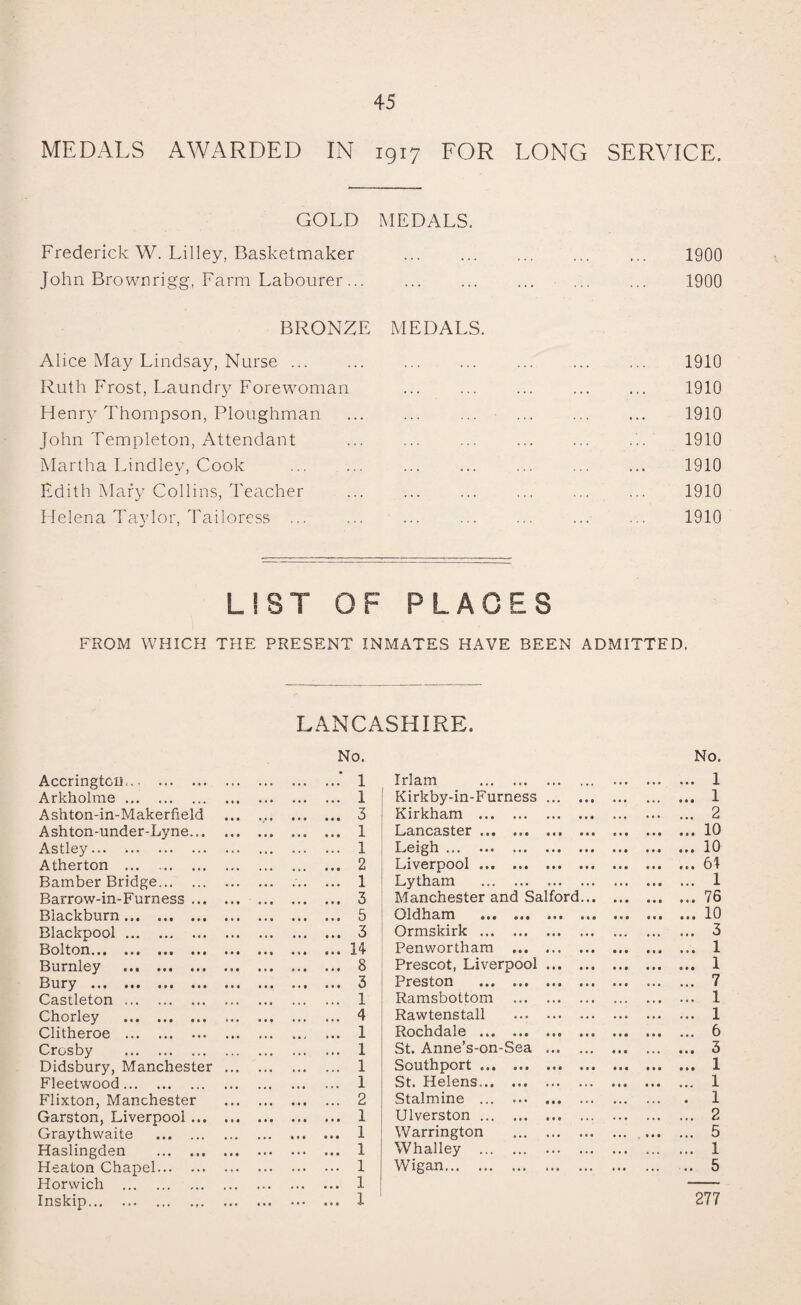 45
MEDALS AWARDED IN 1917 FOR LONG SERVICE.
GOLD MEDALS.
Frederick W. Lilley, Basketmaker ... ... ... ... ... 1900
John Brownrigg, Farm Labourer ... ... ... ... ... ... 1900
BRONZE MEDALS.
Alice May Lindsay, Nurse ... ... ... ... ... ... ... 1910
Ruth Frost, Laundry Forewoman ... ... ... ... ... 1910
Henry Thompson, Ploughman ... ... ... ... ... ... 1910
John Templeton, Attendant ... ... ... ... ... ... 1910
Martha Lindley, Cook ... ... ... ... ... ... ... 1910
Edith Mary Collins, Teacher ... ... ... ... ... ... 1910
Helena Taylor, Tailoress ... ... ... ... ... ... ... 1910
LIST OF PLACES
FROM WHICH THE PRESENT INMATES HAVE BEEN ADMITTED.
LANCASHIRE.
No.
Accrington ... ... ... ... ... ... ... 1
Arkholme ... ... ... ... ... ... ... 1
Ashton-in-Makerfield ... ... ... ... 3
Ashton-under-Lyne... ... ... ... ... 1
Astley... ... ... ... ... ... ... ... 1
Atherton ... ... ... ... ... ... ... 2
Bamber Bridge... ... ... ... ... ... 1
Barrow-in-Furness ... ... ... ... ... 3
Blackburn ... ... ... ... ... ... ... 5
Blackpool ... ... ... ... ... ... ... 3
Bolton... ... ... ... ... ... ... ... 14
Burnley ... ... ... ... ... ... ... 8
Bury ... ... ... ... ... ... ... ... 3
Castleton ... ... ... ... ... ... ... 1
Chorley ... ... ... ... ... ... ... 4
Clitheroe ... ... ... ... ... ... ... 1
Crosby ... ... ... ... ... ... ... 1
Didsbury, Manchester ... ... ... ... 1
Fleetwood ... ... ... ... ... ... ... 1
Flixton, Manchester ... ... ... ... 2
Garston, Liverpool ... ... ... ... ... 1
Graythwaite ... ... ... ... ... ... 1
Haslingden ... ... ... ... ... ... 1
Heaton Chapel... ... ... ... ... ... 1
Horwich ... ... ... ... ... ... ... 1
Inskip... ... ... ... ... ... ... ... 1
No.
Irlam ... ... ... ... ... ... ... 1
Kirkby-in-Furness ... ... ... ... ... 1
Kirkham ... ... ... ... ... ... ... 2
Lancaster ... ... ... ... ... ... ... 10
Leigh ... ... ... ... ... ... ... ... 10
Liverpool ... ... ... ... ... ... ... 61
Lytham ... ... ... ... ... ... ... 1
Manchester and Salford... ... ... ... 76
Oldham ... ... ... ... ... ... ... 10
Ormskirk ... ... ... ... ... ... ... 3
Penwortham ... ... ... ... ... ... 1
Prescot, Liverpool ... ... ... ... ... 1
Preston ... ... ... ... ... ... ... 7
Ramsbottom ... ... ... ... ... ... 1
Rawtenstall ... ... ... ... ... ... 1
Rochdale ... ... ... ... ... ... ... 6
St. Anne's-on-Sea ... ... ... ... ... 3
Southport ... ... ... ... ... ... ... 1
St. Helens... ... ... ... ... ... ... 1
Stalmine ... ... ... ... ... ... . 1
Ulverston ... ... ... ... ... ... ... 2
Warrington ... ... ... ... ... ... 5
Whalley ... ... ... ... ... ... ... 1
Wigan... ... ... ... ... ... ... .. 5
277